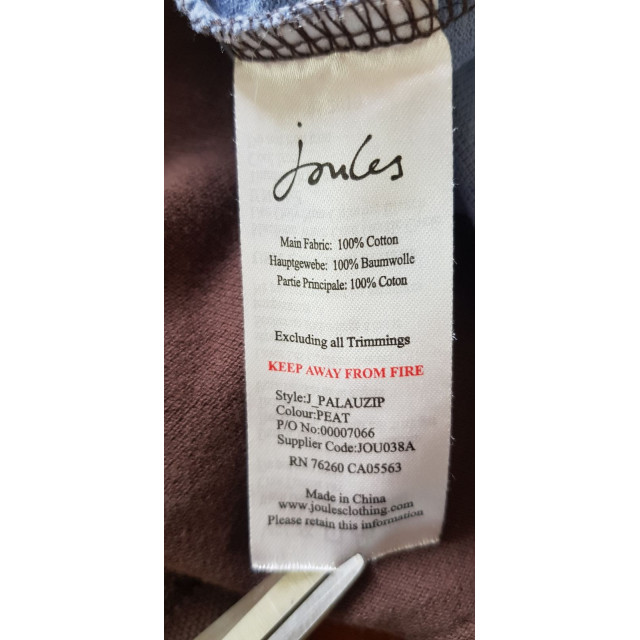 Joules
Main Fabric: 100% Cotton
Hauptgewebe: 100% Baumwolle
Partie Principale: 100% Coton
Excluding all Trimmings
KEEP AWAY FROM FIRE
Style:J_PALAUZIP
Colour:PEAT
P/O No:00007066
Supplier Code:JOU038A
RN 76260 CA05563
Made in China
www.joulesclothing.com
Please retain this information